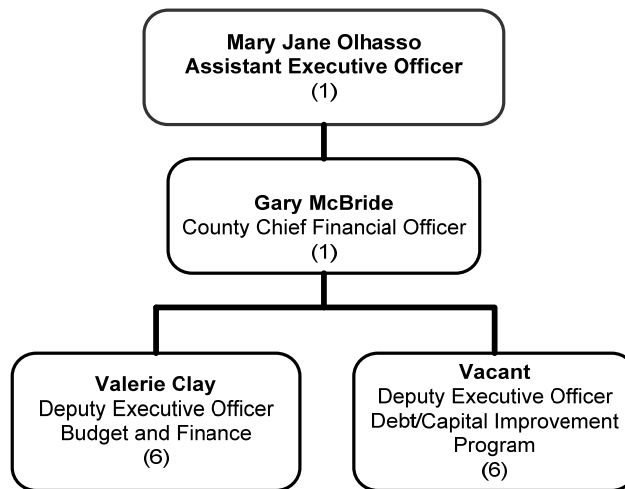 Mary Jane Olhasso
Assistant Executive Officer
(1)
Gary McBride
County Chief Financial Officer
(1)
Valerie Clay
Deputy Executive Officer
Budget and Finance
(6)
Vacant
Deputy Executive Officer
Debt/Capital Improvement
Program
(6)